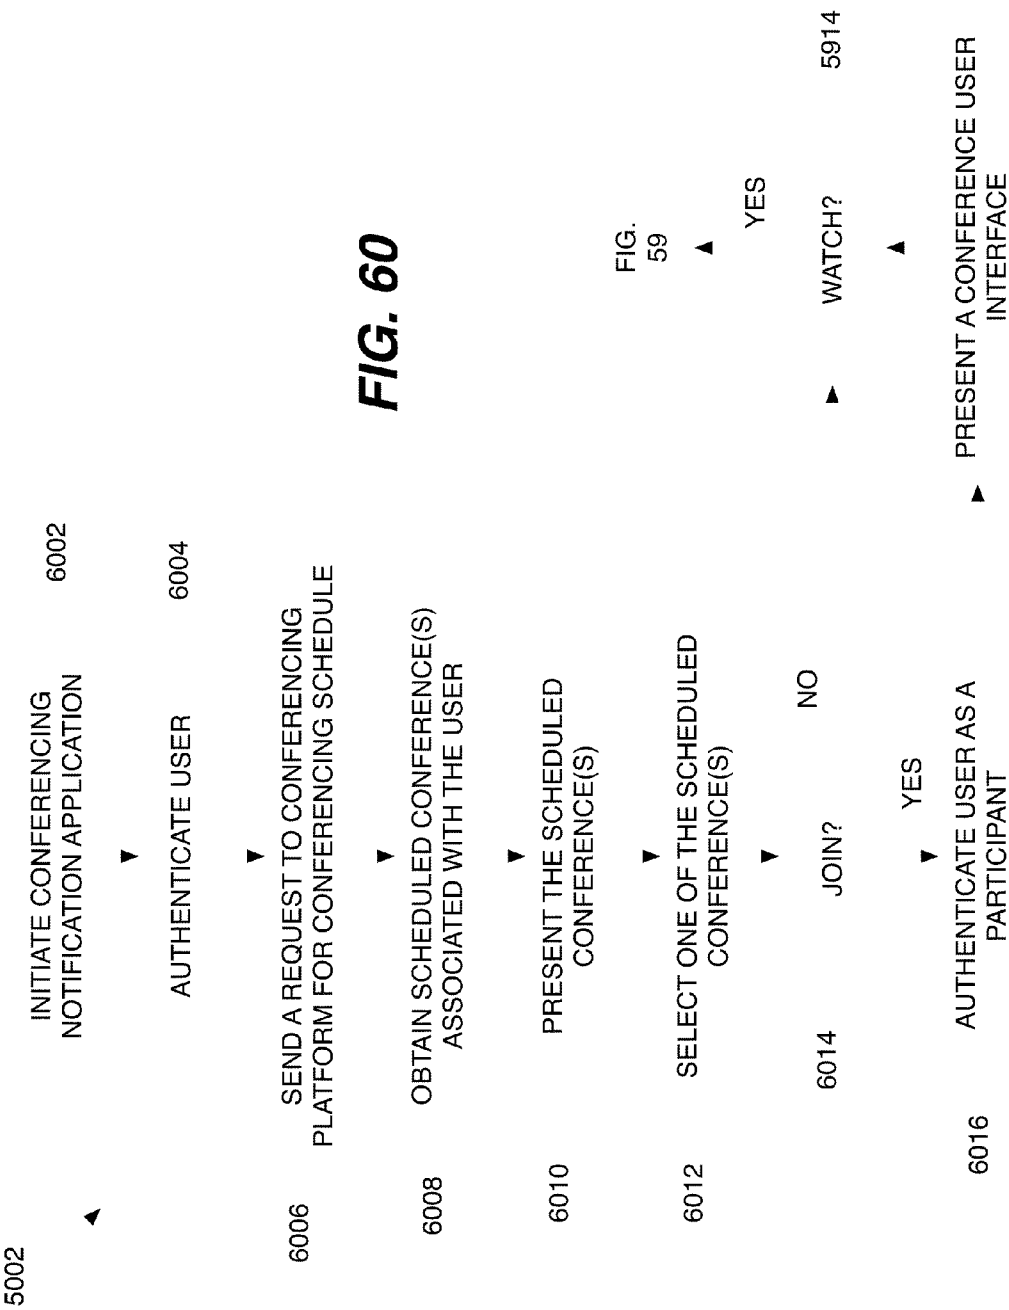 5002
INITIATE CONFERENCING
NOTIFICATION APPLICATION
6002
AUTHENTICATE USER
6004
6006
SEND A REQUEST TO CONFERENCING
PLATFORM FOR CONFERENCING SCHEDULE
6008
OBTAIN SCHEDULED CONFERENCE(S)
ASSOCIATED WITH THE USER
6010
PRESENT THE SCHEDULED
CONFERENCE(S)
6012
SELECT ONE OF THE SCHEDULED
CONFERENCE(S)
6014
JOIN?
NO
YES
6016
AUTHENTICATE USER AS A
PARTICIPANT
PRESENT A CONFERENCE USER
INTERFACE
WATCH?
5914
YES
FIG.
59
FIG. 60